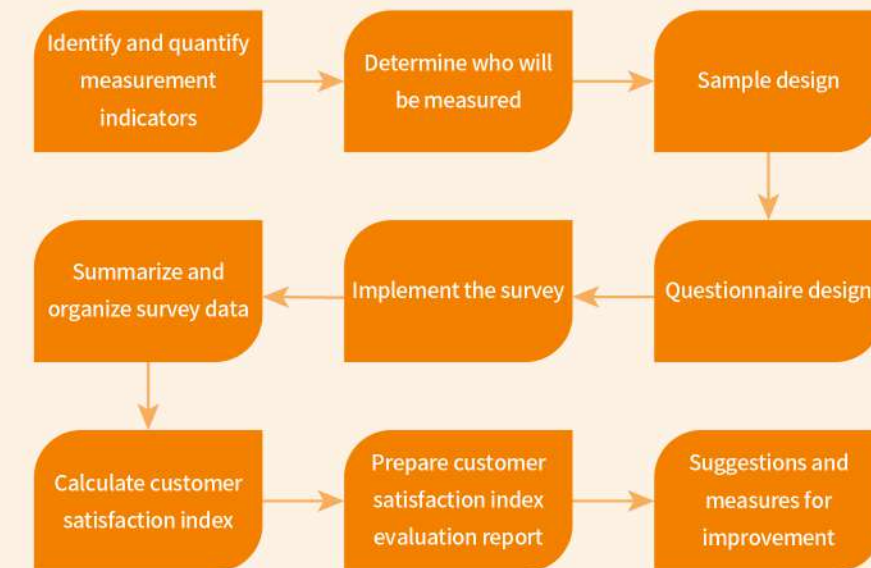 Identify and quantify
measurement
indicators
Determine who will
be measured
Sample design
Questionnaire design
Implement the survey
Summarize and
organize survey data
Calculate customer
satisfaction index
Prepare customer
satisfaction index
evaluation report
Suggestions and
measures for
improvement